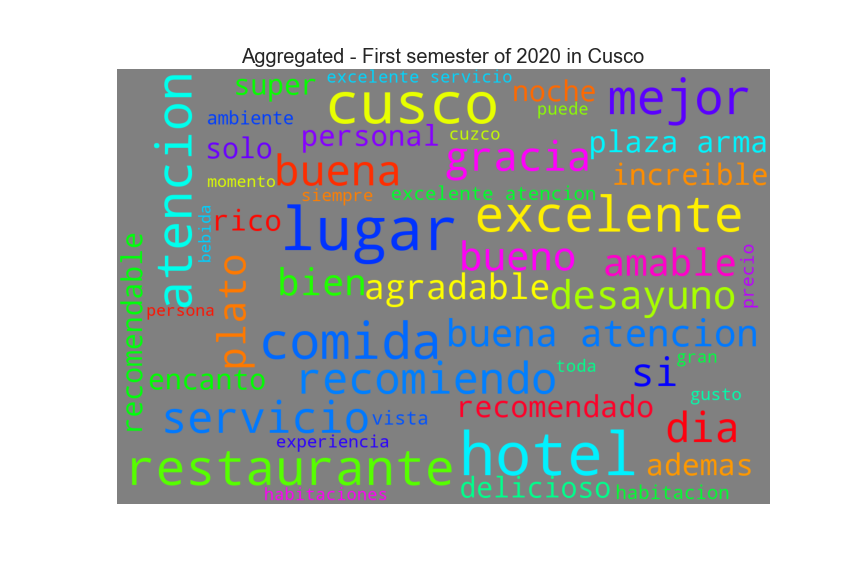 Aggregated - First semester of 2020 in Cusco
super
excelente servicio
cusco
noche
mejor
puede
atencion
ambiente
personal
cuzco
gracia
plaza arma
solo
buena
increible
momento
siempre
excelente atencion
bebida
rico
lugar
excelente
recomendable
bueno
amable
precio
plato
bien
agradable
desayuno
persona
comida
buena atencion
encanto
recomiendo
toda
si
gran
gusto
servicio
vista
recomendado
dia
experiencia
restaurante
hotel
ademas
habitaciones
delicioso
habitacion